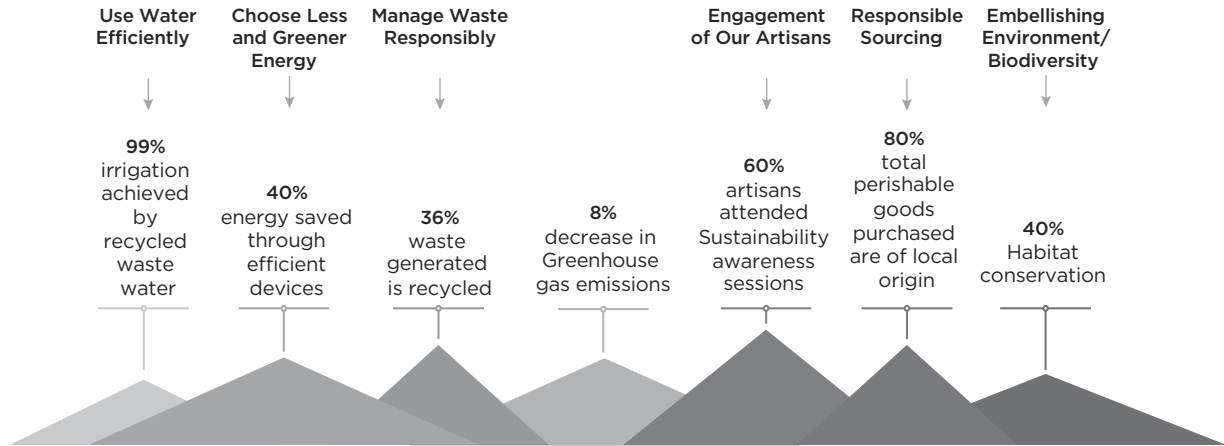 Use Water
Efficiently
99%
irrigation
achieved
by
recycled
waste
water
Choose Less
and Greener
Energy
40%
energy saved
through
efficient
devices
Manage Waste
Responsibly
36%
waste
generated
is recycled
8%
decrease in
Greenhouse
gas emissions
Engagement
of Our Artisans
60%
artisans
attended
Sustainability
awareness
sessions
Responsible
Sourcing
80%
total
perishable
goods
purchased
are of local
origin
Embellishing
Environment/
Biodiversity
40%
Habitat
conservation